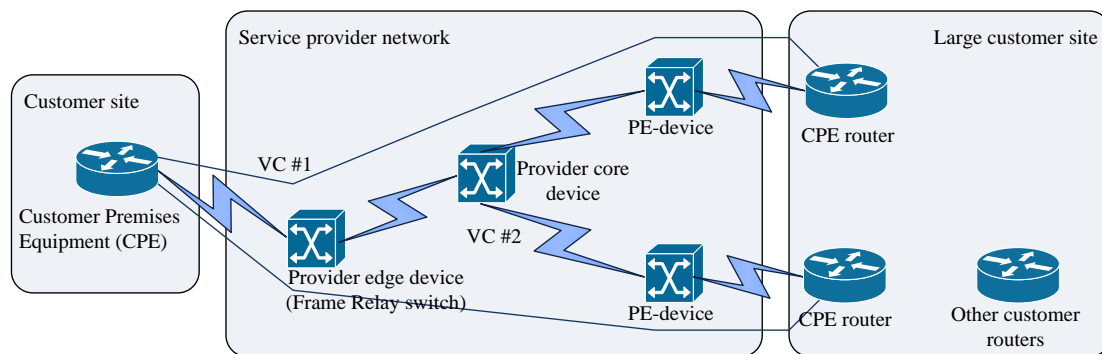 Service provider network
Large customer site
Customer site
PE-device
CPE router
VC #1
Provider core
device
Customer Premises
Equipment (CPE)
VC #2
Provider edge device
(Frame Relay switch)
PE-device
CPE router
Other customer
routers